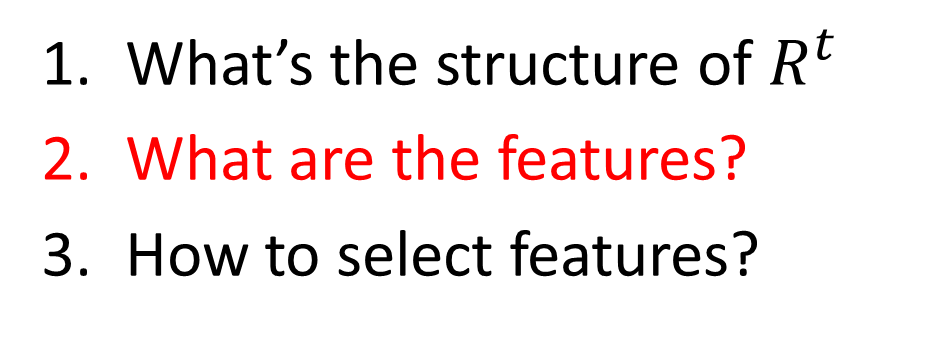 1. What’s the structure of $R^t$
2. What are the features?
3. How to select features?